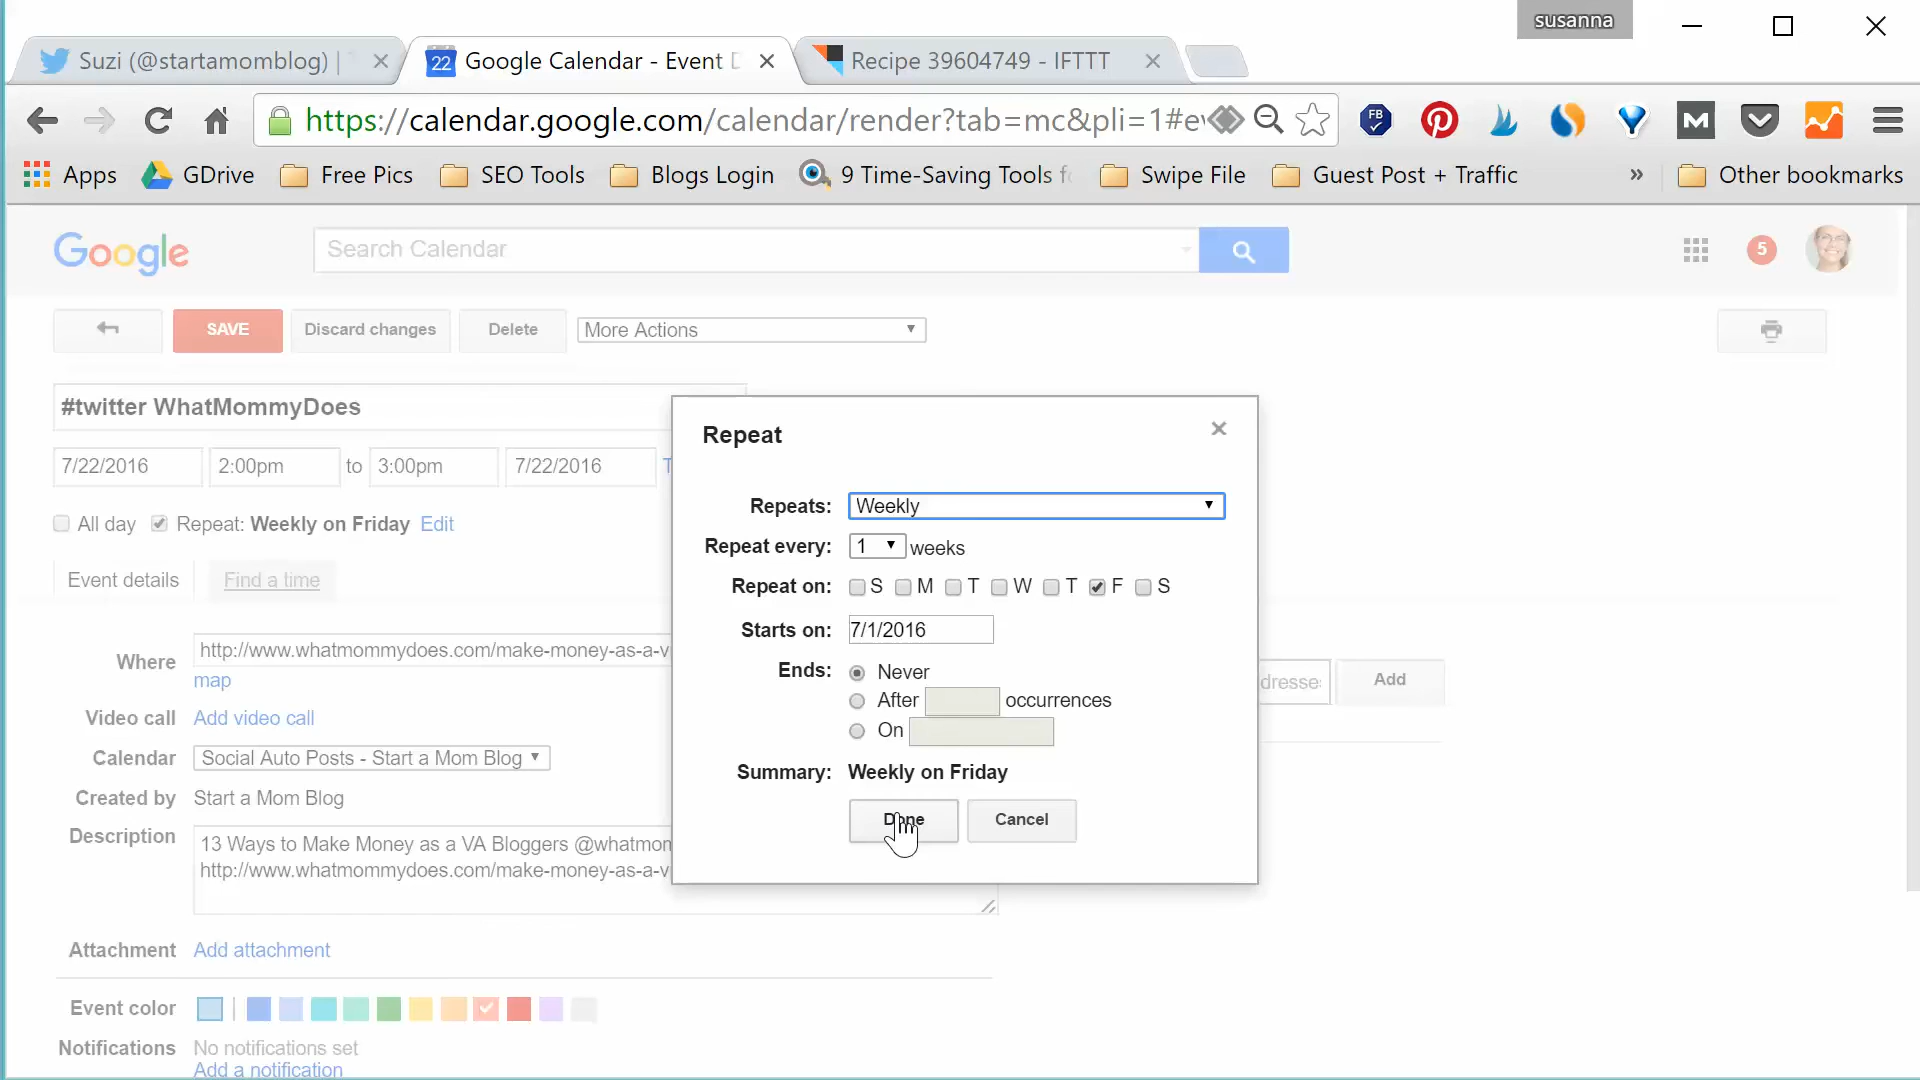 susanna
Suzi (@startamomblog) |
22 Google Calendar - Event D
Recipe 39604749 - IFTTT
https://calendar.google.com/calendar/render?tab=mc&pli=1#e
FB
M
Apps GDrive Free Pics SEO Tools Blogs Login 9 Time-Saving Tools f Swipe File Guest Post + Traffic » Other bookmarks
Google Search Calendar 5
SAVE Discard changes Delete More Actions
#twitter WhatMommyDoes
7/22/2016 2:00pm to 3:00pm 7/22/2016 T
All day Repeat: Weekly on Friday Edit
Event details Find a time
Where http://www.whatmommydoes.com/make-money-as-a-v
map
Video call Add video call
Calendar Social Auto Posts - Start a Mom Blog
Created by Start a Mom Blog
Description 13 Ways to Make Money as a VA Bloggers @whatmom
http://www.whatmommydoes.com/make-money-as-a-v
Attachment Add attachment
Event color
Notifications No notifications set
Add a notification
Repeat
Repeats: Weekly
Repeat every: 1 weeks
Repeat on: S M T W T F S
Starts on: 7/1/2016
Ends: Never
After occurrences
On
Summary: Weekly on Friday
Done Cancel
Add